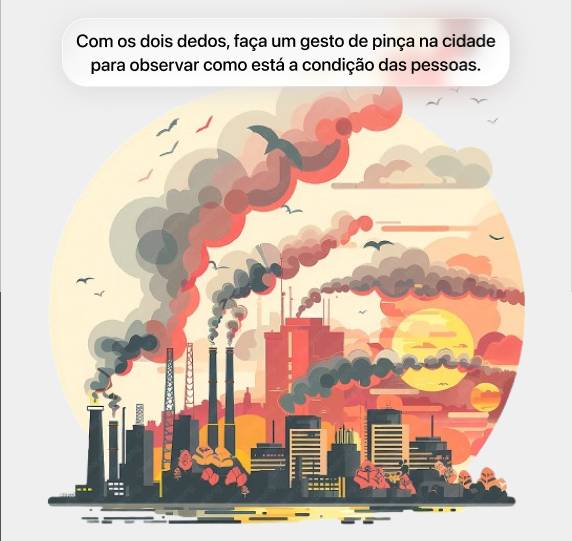 Com os dois dedos, faça um gesto de pinça na cidade
para observar como está a condição das pessoas.